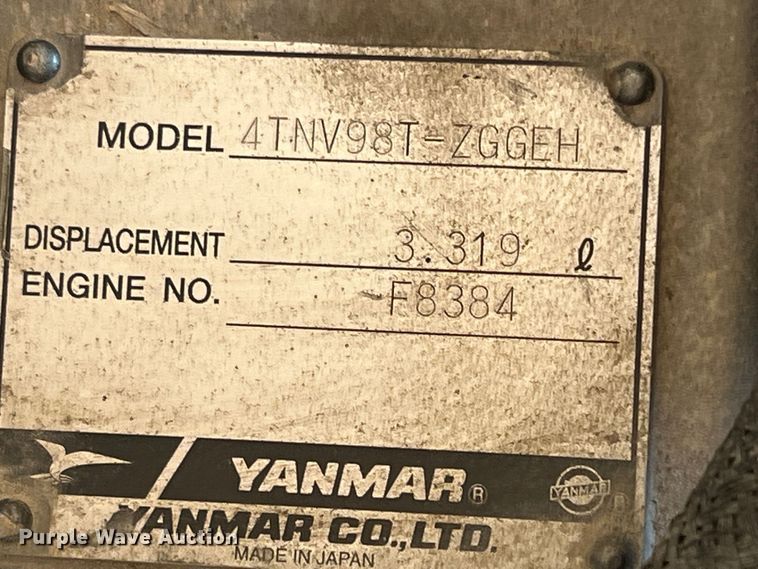 MODEL 4TNV98T-ZGGEH
DISPLACEMENT 3.319 ℓ
ENGINE NO. F8384
YANMAR ® YANMAR ®
YANMAR CO.,LTD.
MADE IN JAPAN
Purple Wave Auction